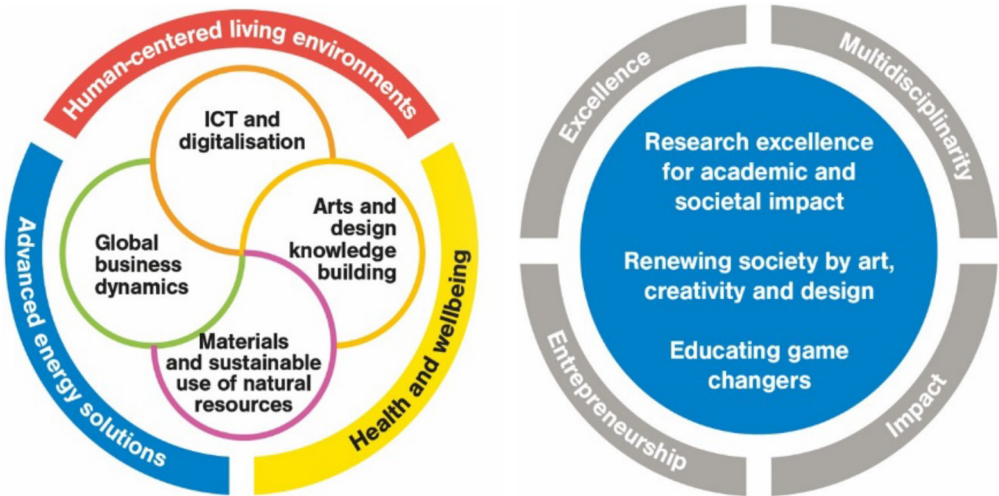 Human-centered living environments
ICT and
digitalisation
Arts and
design
knowledge
building
Global
business
dynamics
Materials
and sustainable
use of natural
resources
Advanced energy solutions
Health and wellbeing
Excellence
Multidisciplinarity
Research excellence
for academic and
societal impact
Renewing society by art,
creativity and design
Educating game
changers
Entrepreneurship
Impact